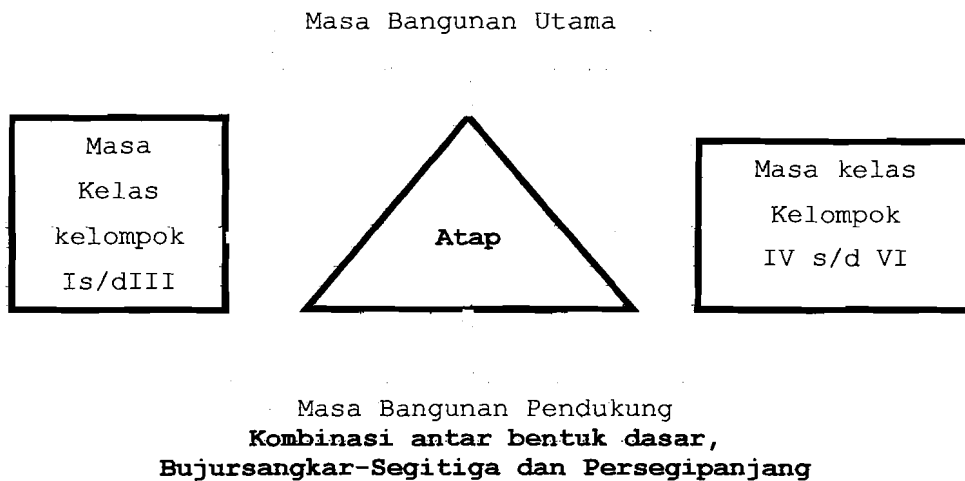 Masa Bangunan Utama
Masa
Kelas
kelompok
Is/dIII
Atap
Masa kelas
Kelompok
IV s/d VI
Masa Bangunan Pendukung
Kombinasi antar bentuk dasar,
Bujursangkar-Segitiga dan Persegipanjang